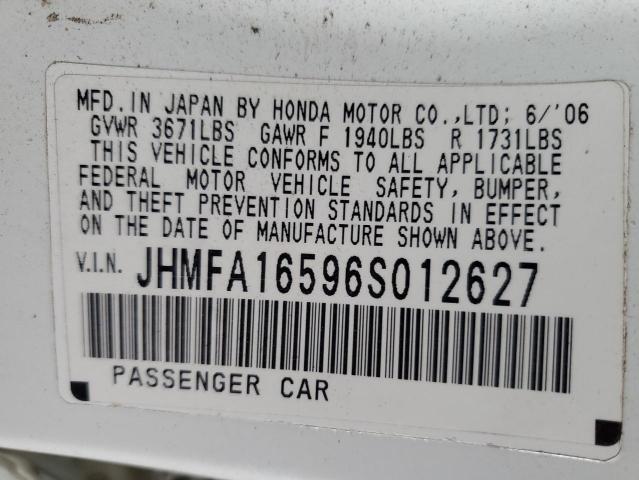 MFD. IN JAPAN BY HONDA MOTOR CO.,LTD; 6/'06
GVWR 3671LBS GAWR F 1940LBS R 1731LBS
THIS VEHICLE CONFORMS TO ALL APPLICABLE
FEDERAL MOTOR VEHICLE SAFETY, BUMPER,
AND THEFT PREVENTION STANDARDS IN EFFECT
ON THE DATE OF MANUFACTURE SHOWN ABOVE.
V.I.N. JHMFA16596S012627
PASSENGER CAR